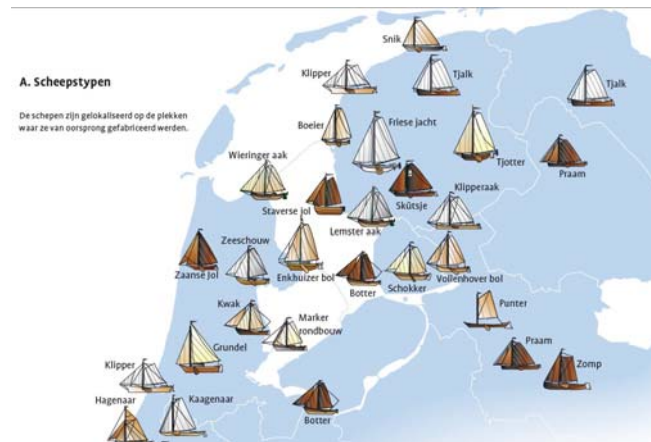 Snik
A. Scheepstypen
Klipper
Tjalk
Tjalk
De schepen zijn gelokaliseerd op de plekken
waar ze van oorsprong gefabriceerd werden.
Boeier
Friese jacht
Wieringer aak
Tjotter
Praam
Klipperaak
Staverse jol
Skûtsje
Lemster aak
Zeeschouw
Zaanse Jol
Enkhuizer bol
Vollenhover bol
Botter
Schokker
Kwak
Punter
Marker
rondbouw
Grundel
Klipper
Praam
Zomp
Hagenaar
Kaagenaar
Botter